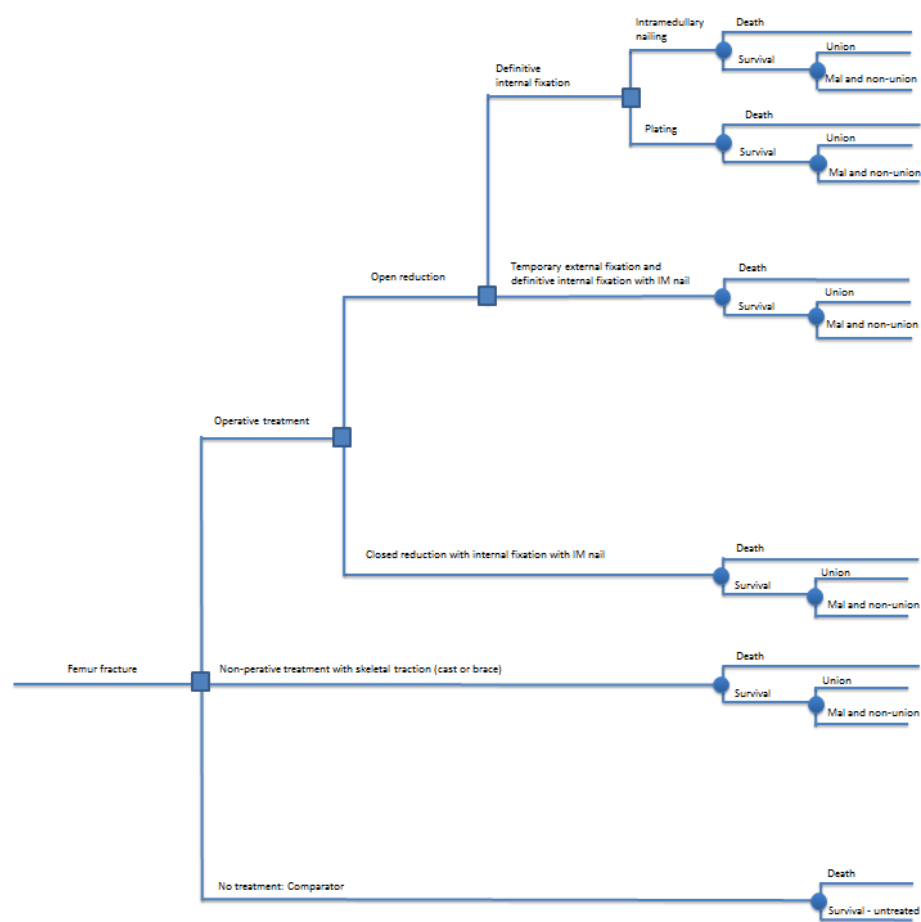 Intramedullary
nailing
Death
Survival
Union
Mal and non-union
Definitive
internal fixation
Plating
Death
Survival
Union
Mal and non-union
Open reduction
Temporary external fixation and
definitive internal fixation with IM nail
Death
Survival
Union
Mal and non-union
Operative treatment
Closed reduction with internal fixation with IM nail
Death
Survival
Union
Mal and non-union
Femur fracture
Non-perative treatment with skeletal traction (cast or brace)
Death
Survival
Union
Mal and non-union
No treatment: Comparator
Death
Survival - untreated